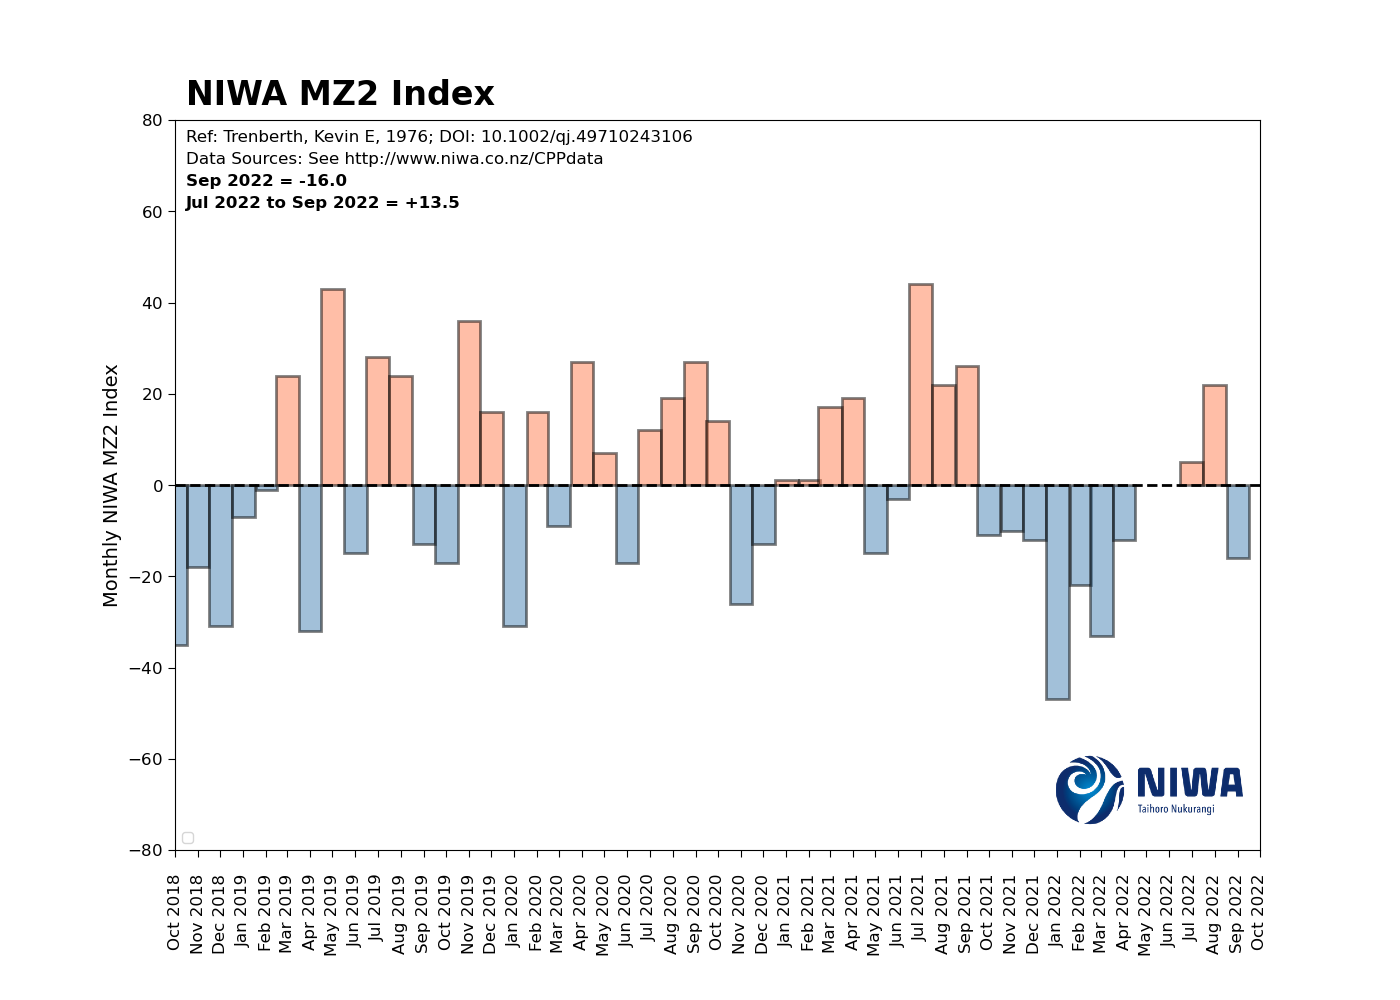 NIWA MZ2 Index
Ref: Trenberth, Kevin E, 1976; DOI: 10.1002/qj.49710243106
Data Sources: See http://www.niwa.co.nz/CPPdata
Sep 2022 = -16.0
Jul 2022 to Sep 2022 = +13.5
Monthly NIWA MZ2 Index
80
60
40
20
0
−20
−40
−60
−80
NIWA
Taihoro Nukurangi
Oct 2018
Nov 2018
Dec 2018
Jan 2019
Feb 2019
Mar 2019
Apr 2019
May 2019
Jun 2019
Jul 2019
Aug 2019
Sep 2019
Oct 2019
Nov 2019
Dec 2019
Jan 2020
Feb 2020
Mar 2020
Apr 2020
May 2020
Jun 2020
Jul 2020
Aug 2020
Sep 2020
Oct 2020
Nov 2020
Dec 2020
Jan 2021
Feb 2021
Mar 2021
Apr 2021
May 2021
Jun 2021
Jul 2021
Aug 2021
Sep 2021
Oct 2021
Nov 2021
Dec 2021
Jan 2022
Feb 2022
Mar 2022
Apr 2022
May 2022
Jun 2022
Jul 2022
Aug 2022
Sep 2022
Oct 2022